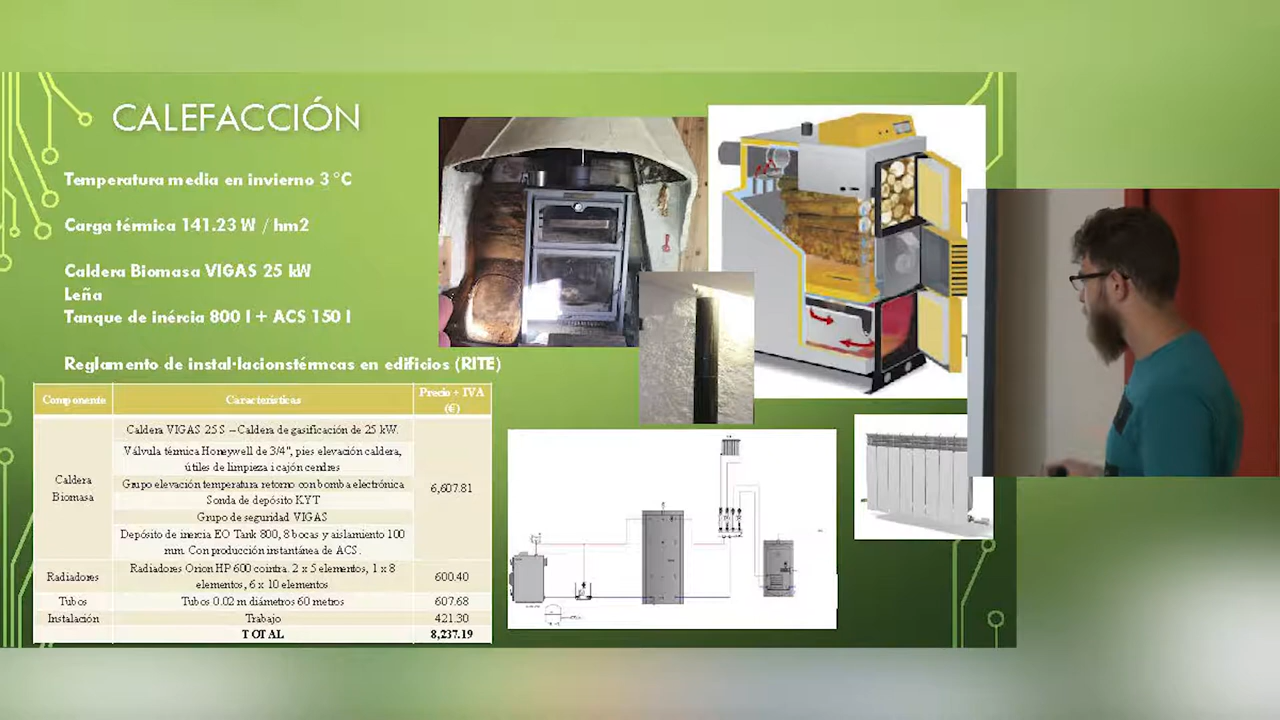 CALEFACCIÓN
Temperatura media en invierno 3 °C
Carga térmica 141.23 W / hm2
Caldera Biomasa VIGAS 25 kW
Leña
Tanque de inércia 800 l + ACS 150 l
Reglamento de instal·lacionstérmcas en edificios (RITE)
Componente
Características
Precio + IVA
(€)
Caldera
Biomasa
Caldera VIGAS 25 S – Caldera de gasificación de 25 kW.
Válvula térmica Honeywell de 3/4", pies elevación caldera,
útiles de limpieza i cajón cendres
Grupo elevación temperatura retorno con bomba electrónica
Sonda de depósito KYT
Grupo de seguridad VIGAS
Depósito de inercia EO Tank 800, 8 bocas y aislamiento 100
mm. Con producción instantánea de ACS.
6,607.81
Radiadores
Radiadores Orion HP 600 cointra. 2 x 5 elementos, 1 x 8
elementos, 6 x 10 elementos
600.40
Tubos
Tubos 0.02 m diámetros 60 metros
607.68
Instalación
Trabajo
421.30
TOTAL
8,237.19